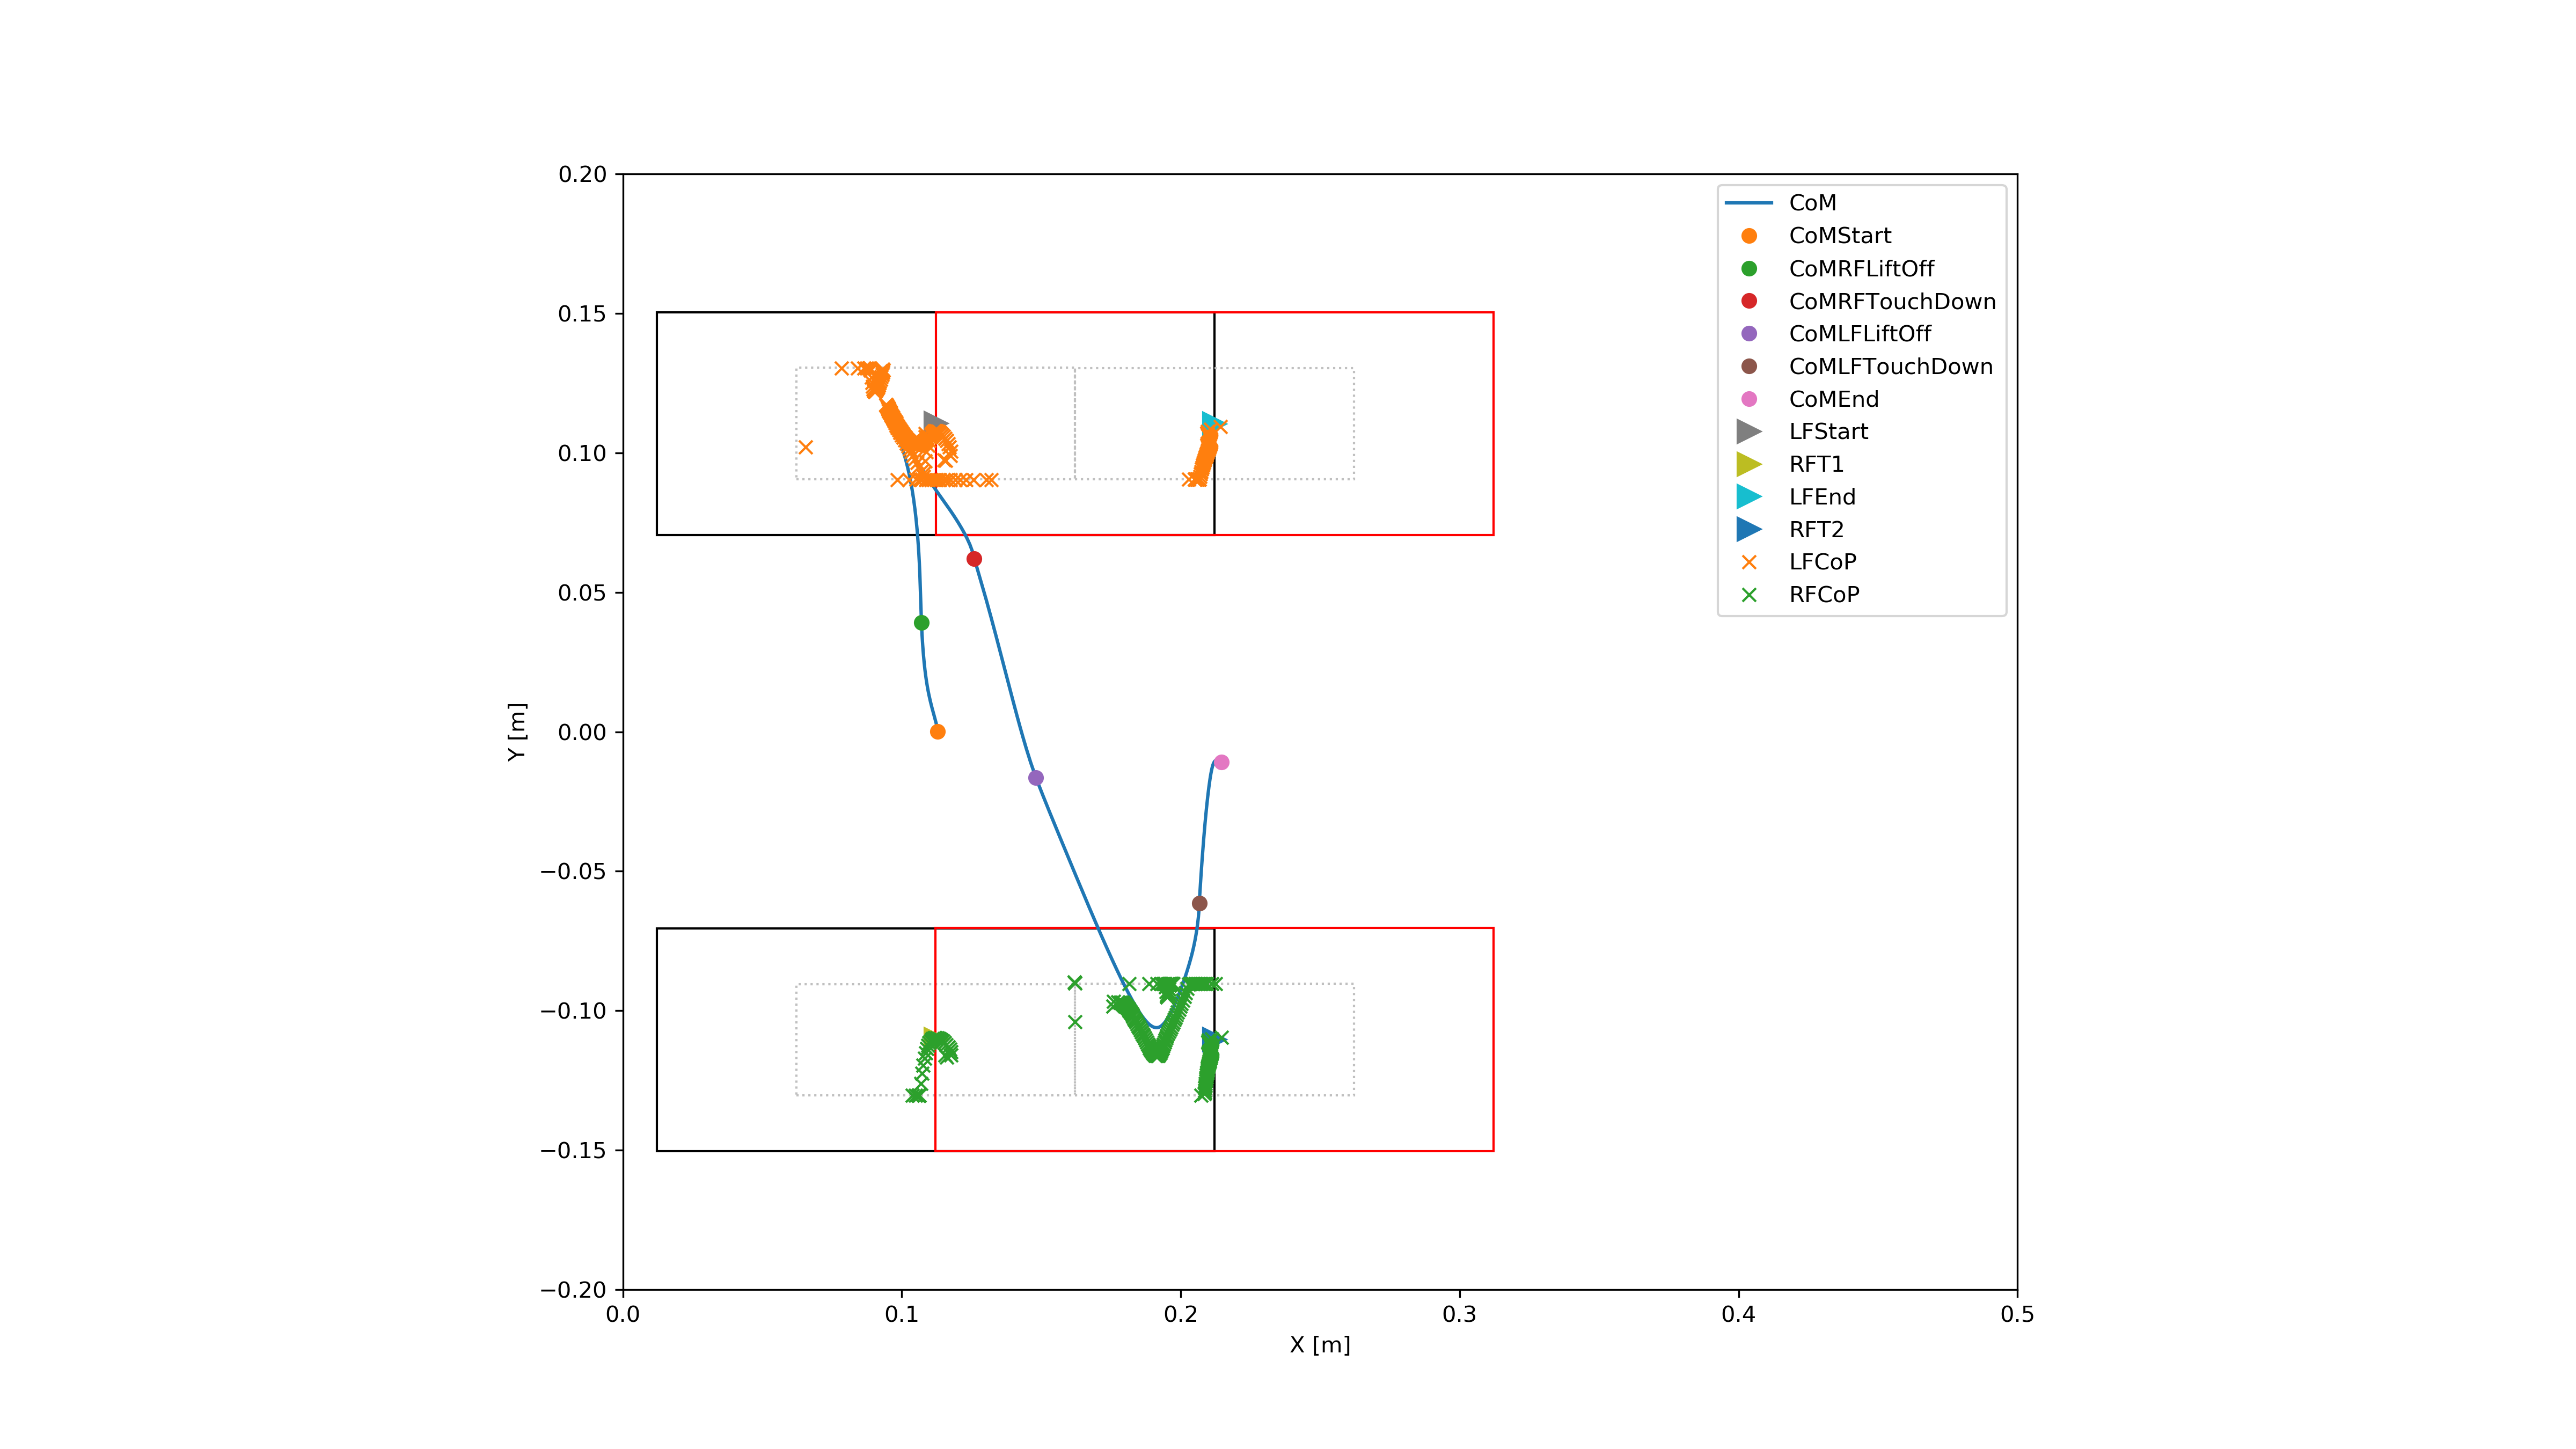 0.20
0.15
0.10
0.05
0.00
−0.05
−0.10
−0.15
−0.20
Y [m]
0.0 0.1 0.2 0.3 0.4 0.5
X [m]
CoM
CoMStart
CoMRFLiftOff
CoMRFTouchDown
CoMLFLiftOff
CoMLFTouchDown
CoMEnd
LFStart
RFT1
LFEnd
RFT2
LFCoP
RFCoP